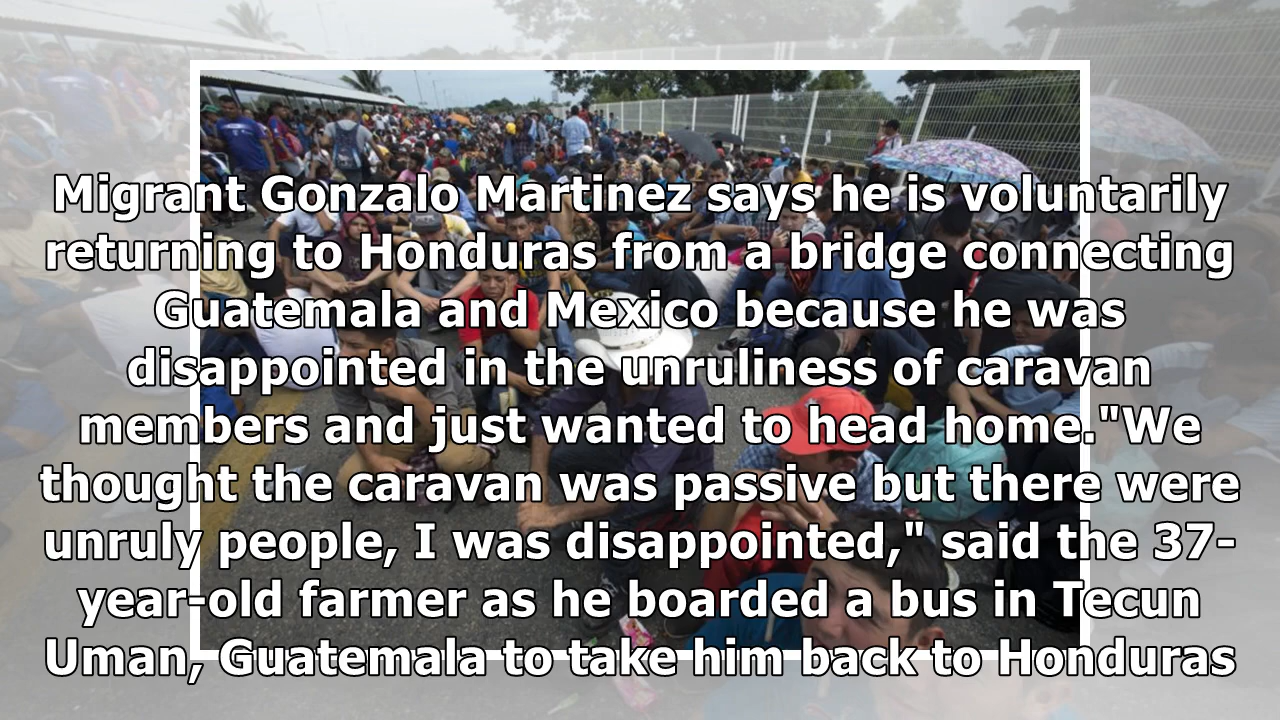 Migrant Gonzalo Martinez says he is voluntarily
returning to Honduras from a bridge connecting
Guatemala and Mexico because he was
disappointed in the unruliness of caravan
members and just wanted to head home."We
thought the caravan was passive but there were
unruly people, I was disappointed," said the 37-
year-old farmer as he boarded a bus in Tecun
Uman, Guatemala to take him back to Honduras